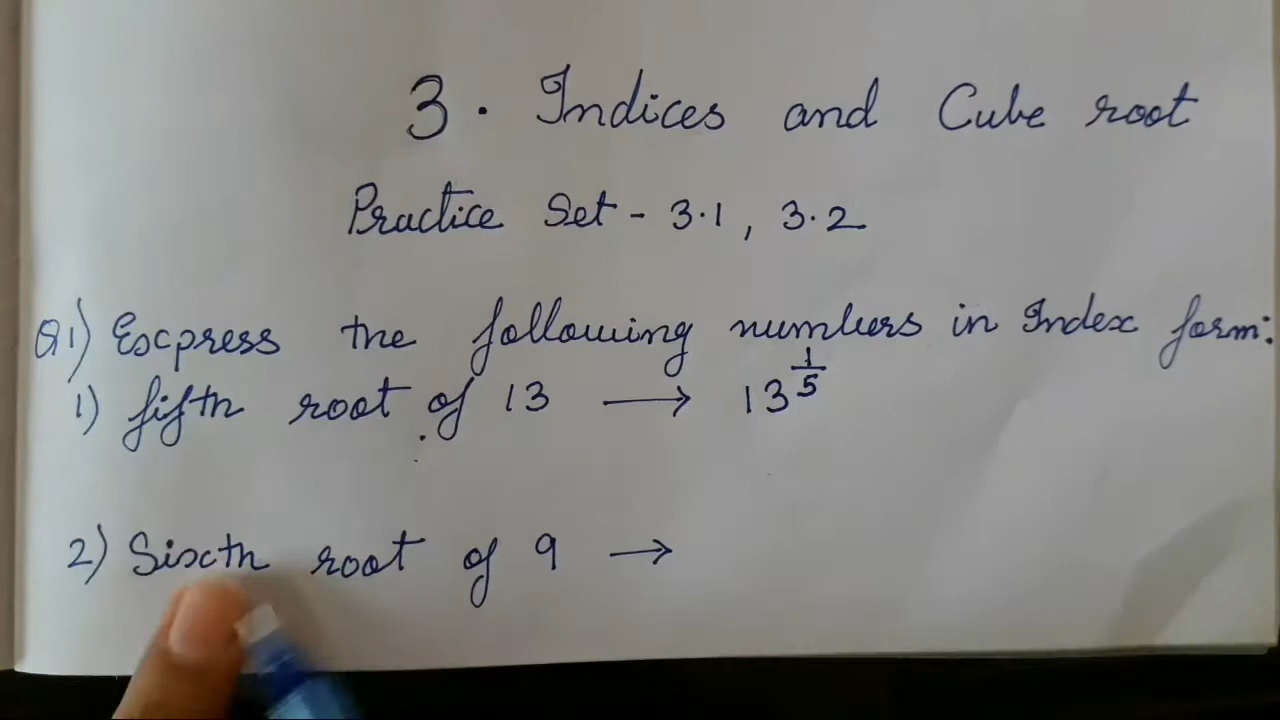 3. Indices and Cube root
Practice Set - 3.1, 3.2
Q1) Express the following numbers in Index form:
1) fifth root of 13 → 13^{1/5}
2) Sixth root of 9 →